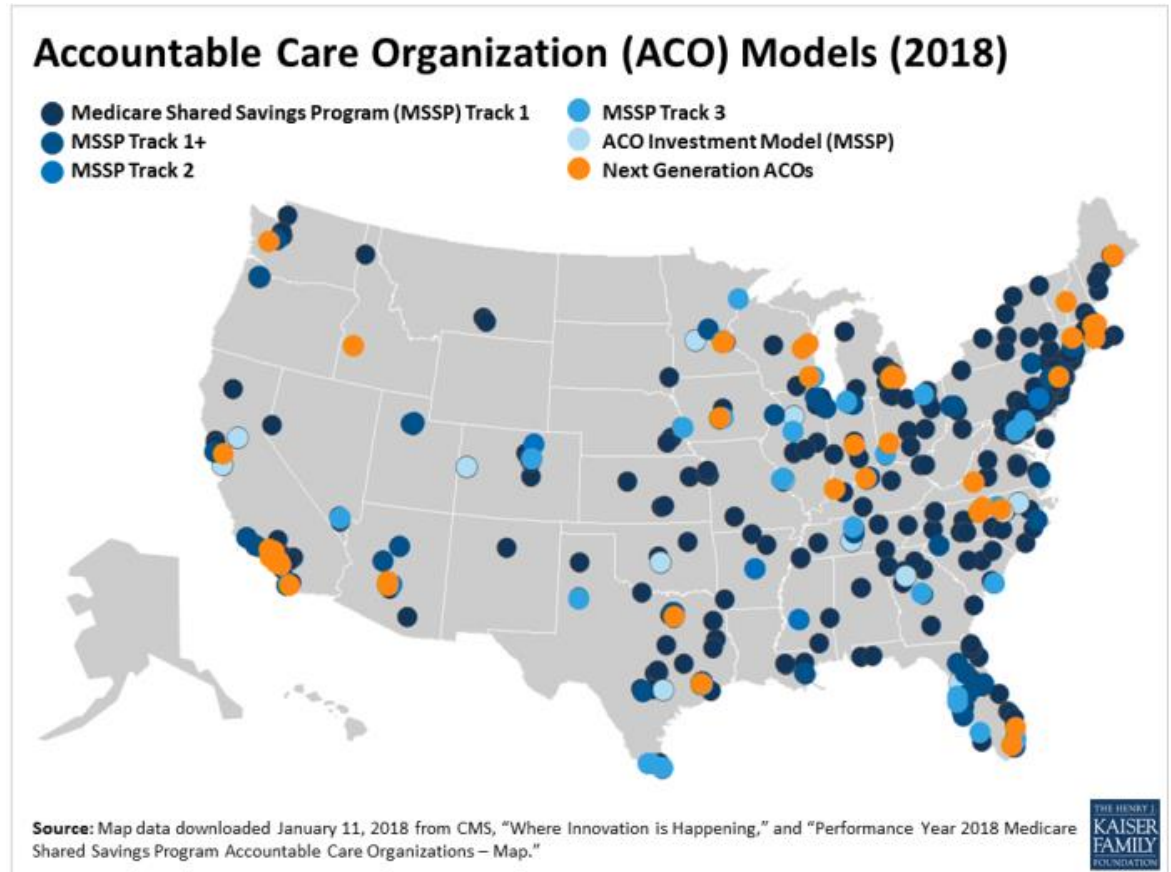 Accountable Care Organization (ACO) Models (2018)
Medicare Shared Savings Program (MSSP) Track 1
MSSP Track 1+
MSSP Track 2
MSSP Track 3
ACO Investment Model (MSSP)
Next Generation ACOs
Source: Map data downloaded January 11, 2018 from CMS, “Where Innovation is Happening,” and “Performance Year 2018 Medicare
Shared Savings Program Accountable Care Organizations – Map.”
THE HENRY J.
KAISER
FAMILY
FOUNDATION